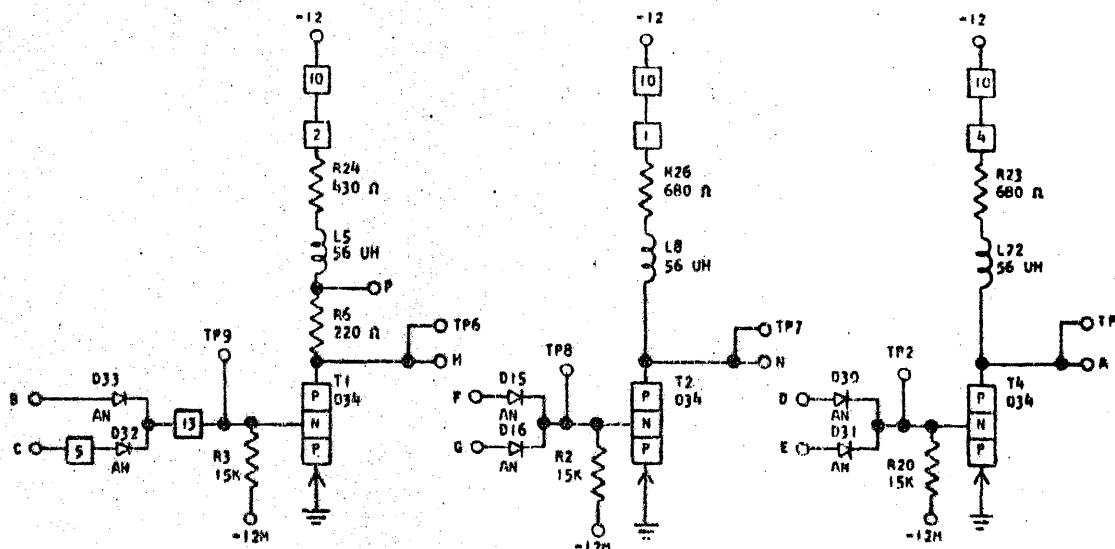 -12
-12
-12
10
10
10
2
1
4
R24
430 Ω
R26
680 Ω
R23
680 Ω
L5
56 UH
L8
56 UH
L22
56 UH
P
R6
220 Ω
TP6
H
TP9
TP7
N
TP8
TP
A
TP2
T1
034
T2
034
T4
034
D33
AN
B
D32
AN
C
5
13
R3
15K
-12M
P
N
P
D15
AN
F
D16
AN
G
R2
15K
-12M
P
N
P
D30
AN
D
D31
AN
E
R20
15K
-12M
P
N
P